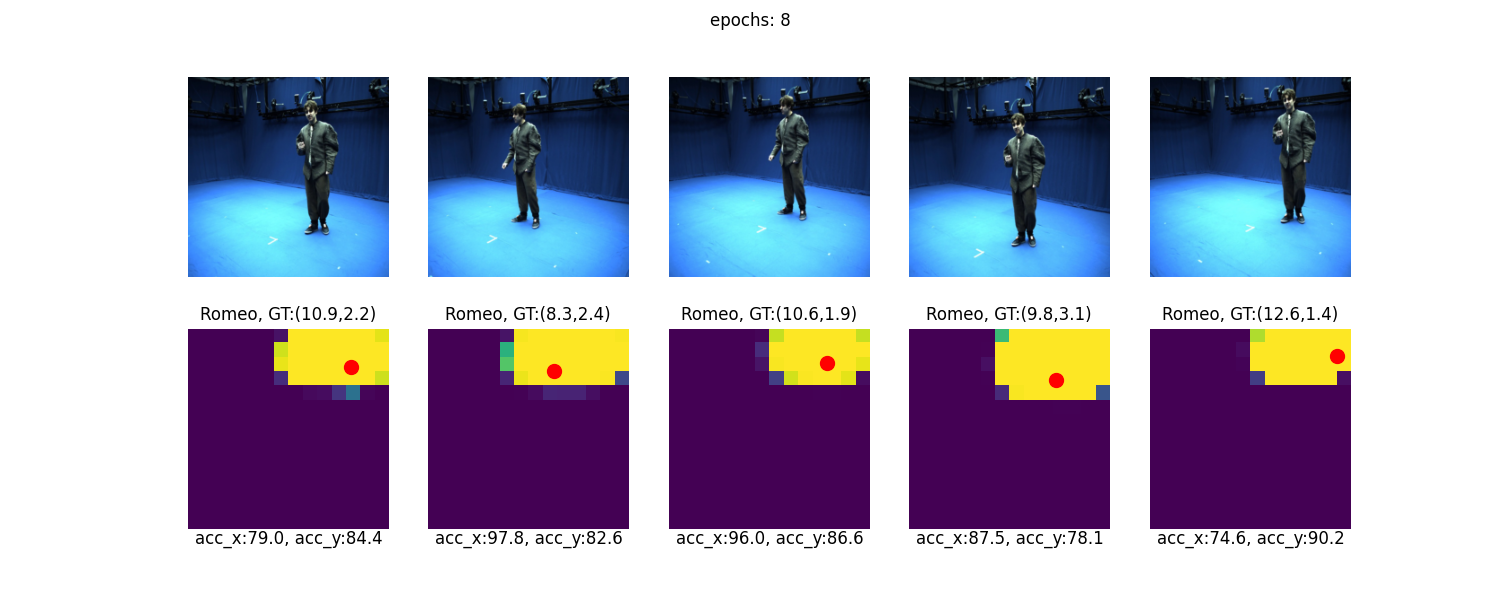 epochs: 8
Romeo, GT:(10.9,2.2)
Romeo, GT:(8.3,2.4)
Romeo, GT:(10.6,1.9)
Romeo, GT:(9.8,3.1)
Romeo, GT:(12.6,1.4)
acc_x:79.0, acc_y:84.4
acc_x:97.8, acc_y:82.6
acc_x:96.0, acc_y:86.6
acc_x:87.5, acc_y:78.1
acc_x:74.6, acc_y:90.2